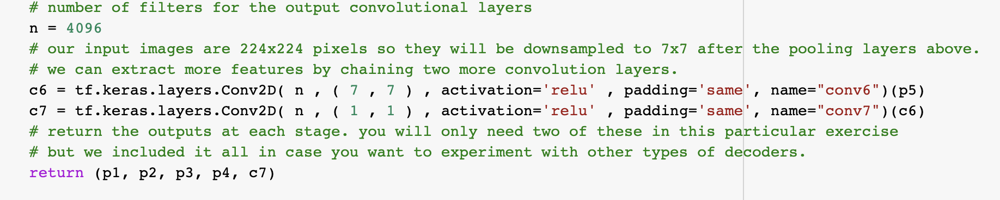 # number of filters for the output convolutional layers
n = 4096
# our input images are 224x224 pixels so they will be downsampled to 7x7 after the pooling layers above.
# we can extract more features by chaining two more convolution layers.
c6 = tf.keras.layers.Conv2D( n , ( 7 , 7 ) , activation='relu' , padding='same', name="conv6")(p5)
c7 = tf.keras.layers.Conv2D( n , ( 1 , 1 ) , activation='relu' , padding='same', name="conv7")(c6)
# return the outputs at each stage. you will only need two of these in this particular exercise
# but we included it all in case you want to experiment with other types of decoders.
return (p1, p2, p3, p4, c7)